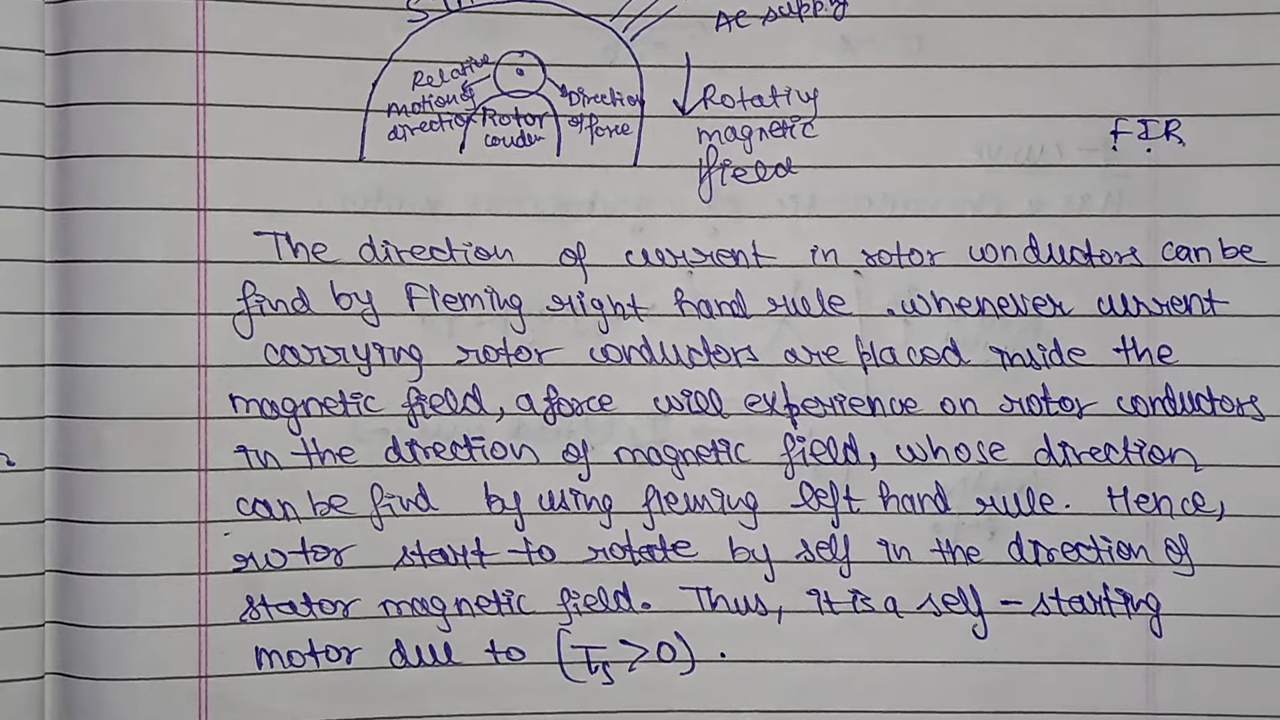 AC supply
Relative
motion of
direction
Direction
of force
Rotor
conden
Rotating
magnetic
field
FIR
The direction of current in rotor conductors can be
find by Fleming right hand rule . whenever current
carrying rotor conductors are placed inside the
magnetic field, a force will experience on rotor conductors
in the direction of magnetic field, whose direction
can be find by using fleming left hand rule. Hence,
rotor start to rotate by self in the direction of
stator magnetic field. Thus, it is a self-starting
motor due to (Ts>0).